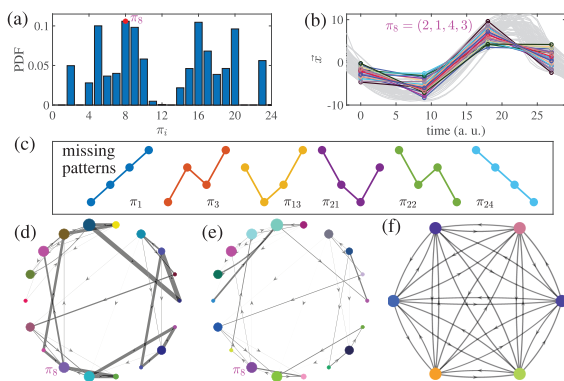 (a)
π₈
PDF
0.1
0.05
0
0 4 8 12 16 20 24
πᵢ
(b)
π₈ = (2, 1, 4, 3)
x⃗
10
0
-10
0 5 10 15 20 25
time (a. u.)
(c)
missing
patterns
π₁ π₃ π₁₃ π₂₁ π₂₂ π₂₄
(d) (e) (f)
π₈ π₈